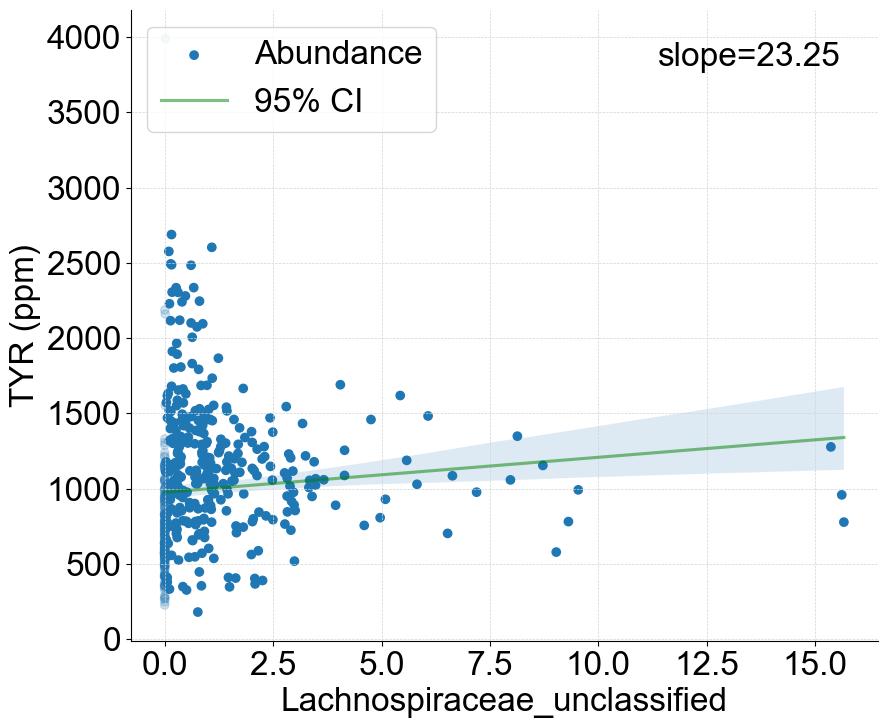 4000
3500
3000
2500
2000
1500
1000
500
0
TYR (ppm)
Abundance
95% CI
slope=23.25
0.0 2.5 5.0 7.5 10.0 12.5 15.0
Lachnospiraceae_unclassified